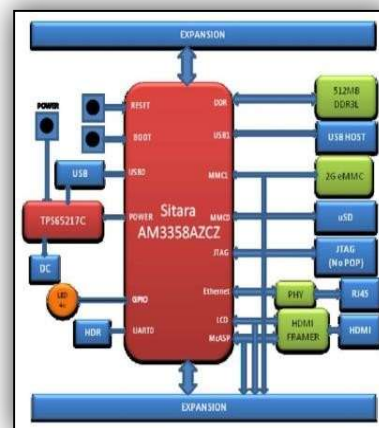 EXPANSION
POWER
RESET
BOOT
USB
USB0
TPS65217C
POWER
DC
LED
GPIO
HDR
UART0
Sitara
AM3358AZCZ
DDR
512MB
DDR3L
USB1
USB HOST
MMC1
2G eMMC
MMC0
uSD
JTAG
JTAG
(No POP)
Ethernet
PHY
RJ45
LCD
McASP
HDMI
FRAMER
HDMI
EXPANSION